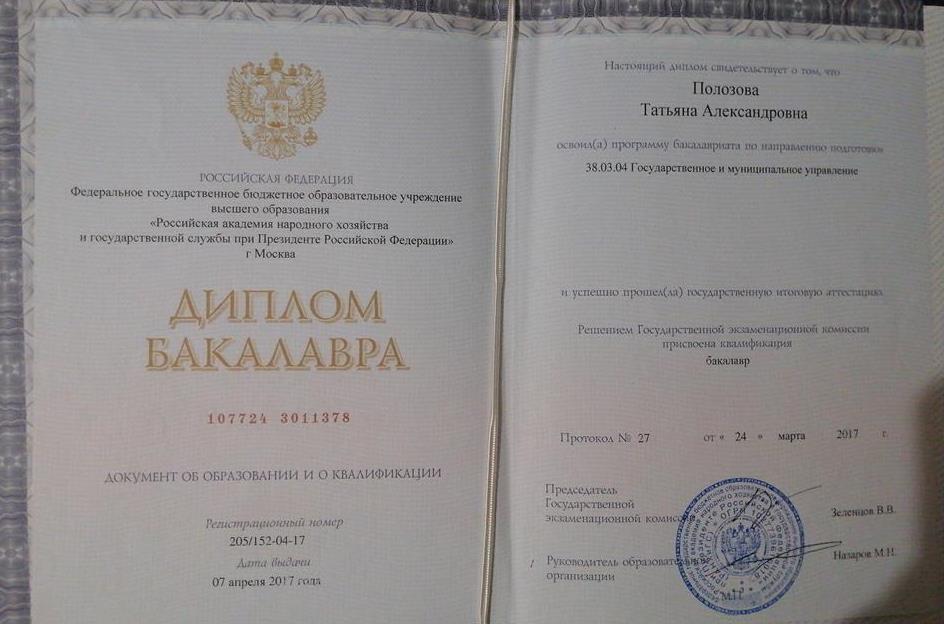 РОССИЙСКАЯ ФЕДЕРАЦИЯ
Федеральное государственное бюджетное образовательное учреждение
высшего образования
«Российская академия народного хозяйства
и государственной службы при Президенте Российской Федерации»
г Москва
ДИПЛОМ
БАКАЛАВРА
107724 3011378
ДОКУМЕНТ ОБ ОБРАЗОВАНИИ И О КВАЛИФИКАЦИИ
Регистрационный номер
205/152-04-17
Дата выдачи
07 апреля 2017 года
Настоящий диплом свидетельствует о том, что
Полозова
Татьяна Александровна
освоил(а) программу бакалавриата по направлению подготовки
38.03.04 Государственное и муниципальное управление
и успешно прошел(ла) государственную итоговую аттестацию
Решением Государственной экзаменационной комиссии
присвоена квалификация
бакалавр
Протокол № 27 от « 24 » марта 2017 г.
Председатель
Государственной
экзаменационной комиссии
Зеленцов В.В.
Руководитель образовательной
организации
Назаров М.Н.
М.П.